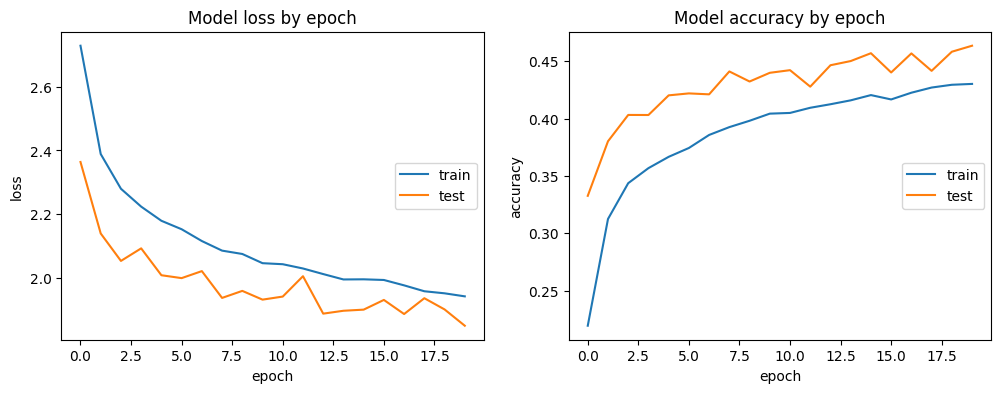 Model loss by epoch
loss
2.6
2.4
2.2
2.0
train
test
0.0 2.5 5.0 7.5 10.0 12.5 15.0 17.5
epoch
Model accuracy by epoch
accuracy
0.45
0.40
0.35
0.30
0.25
train
test
0.0 2.5 5.0 7.5 10.0 12.5 15.0 17.5
epoch